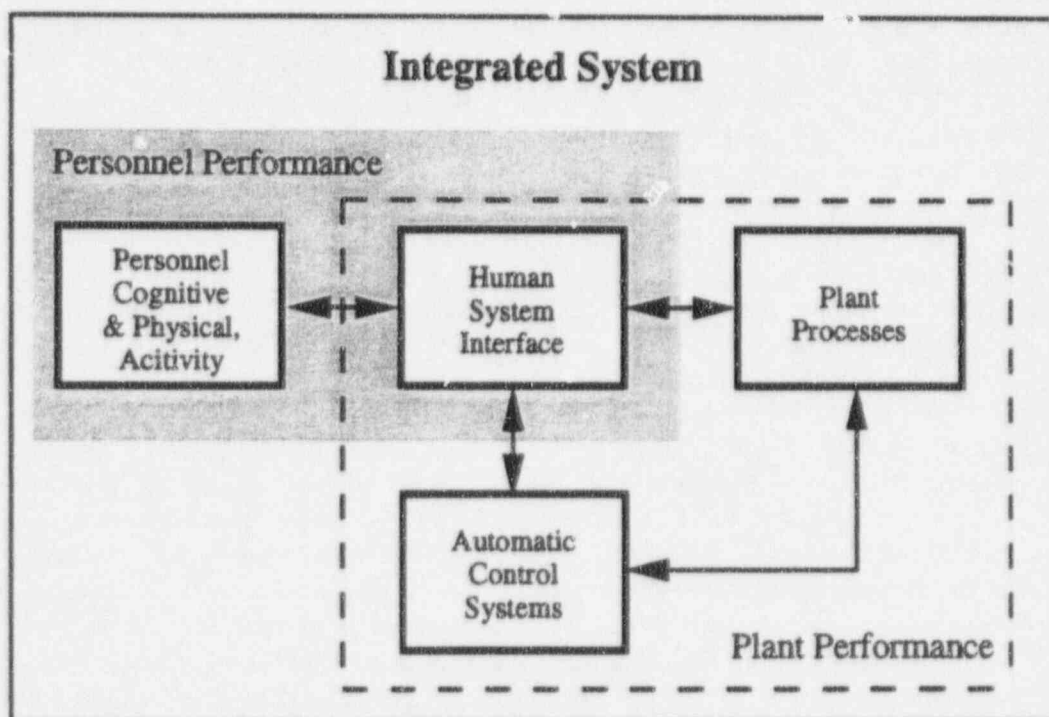 Integrated System
Personnel Performance
Personnel
Cognitive
& Physical,
Acitivity
Human
System
Interface
Plant
Processes
Automatic
Control
Systems
Plant Performance